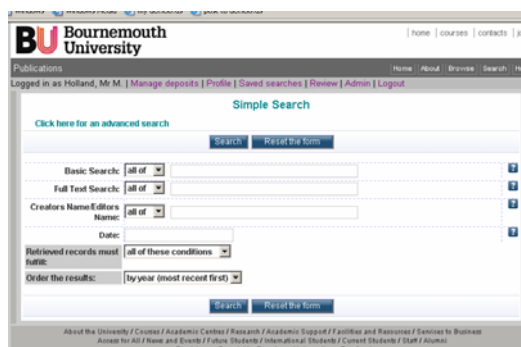 BU Bournemouth University
| home | courses | contacts |
Publications
Home About Browse Search
Logged in as Holland, Mr M. | Manage deposits | Profile | Saved searches | Review | Admin | Logout
Simple Search
Click here for an advanced search
Search Reset the form
Basic Search: all of ?
Full Text Search: all of ?
Creators Name/Editors Name: all of ?
Date: ?
Retrieved records must fulfill: all of these conditions
Order the results: by year (most recent first)
Search Reset the form
About the University / Courses / Academic Centres / Research / Academic Support / Facilities and Resources / Services to Business
Access for All / News and Events / Future Students / International Students / Current Students / Staff / Alumni